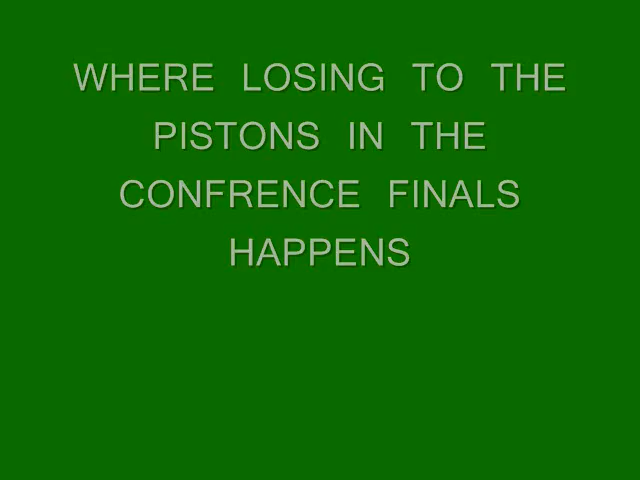 WHERE LOSING TO THE
PISTONS IN THE
CONFRENCE FINALS
HAPPENS